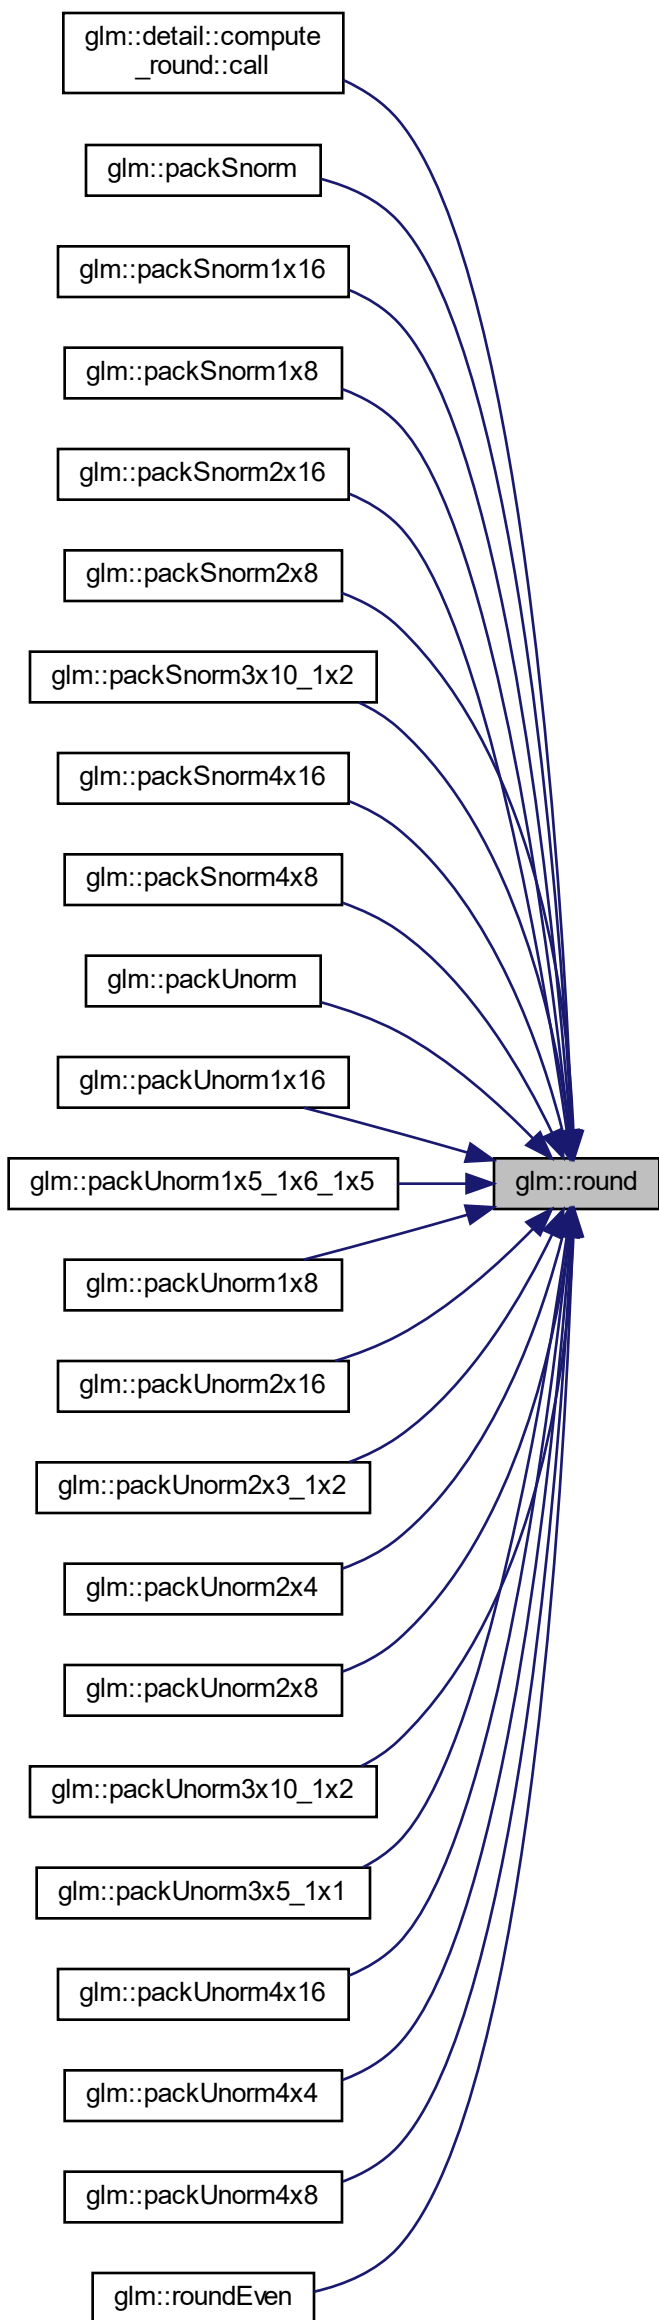 glm::detail::compute
_round::call
glm::packSnorm
glm::packSnorm1x16
glm::packSnorm1x8
glm::packSnorm2x16
glm::packSnorm2x8
glm::packSnorm3x10_1x2
glm::packSnorm4x16
glm::packSnorm4x8
glm::packUnorm
glm::packUnorm1x16
glm::packUnorm1x5_1x6_1x5
glm::round
glm::packUnorm1x8
glm::packUnorm2x16
glm::packUnorm2x3_1x2
glm::packUnorm2x4
glm::packUnorm2x8
glm::packUnorm3x10_1x2
glm::packUnorm3x5_1x1
glm::packUnorm4x16
glm::packUnorm4x4
glm::packUnorm4x8
glm::roundEven